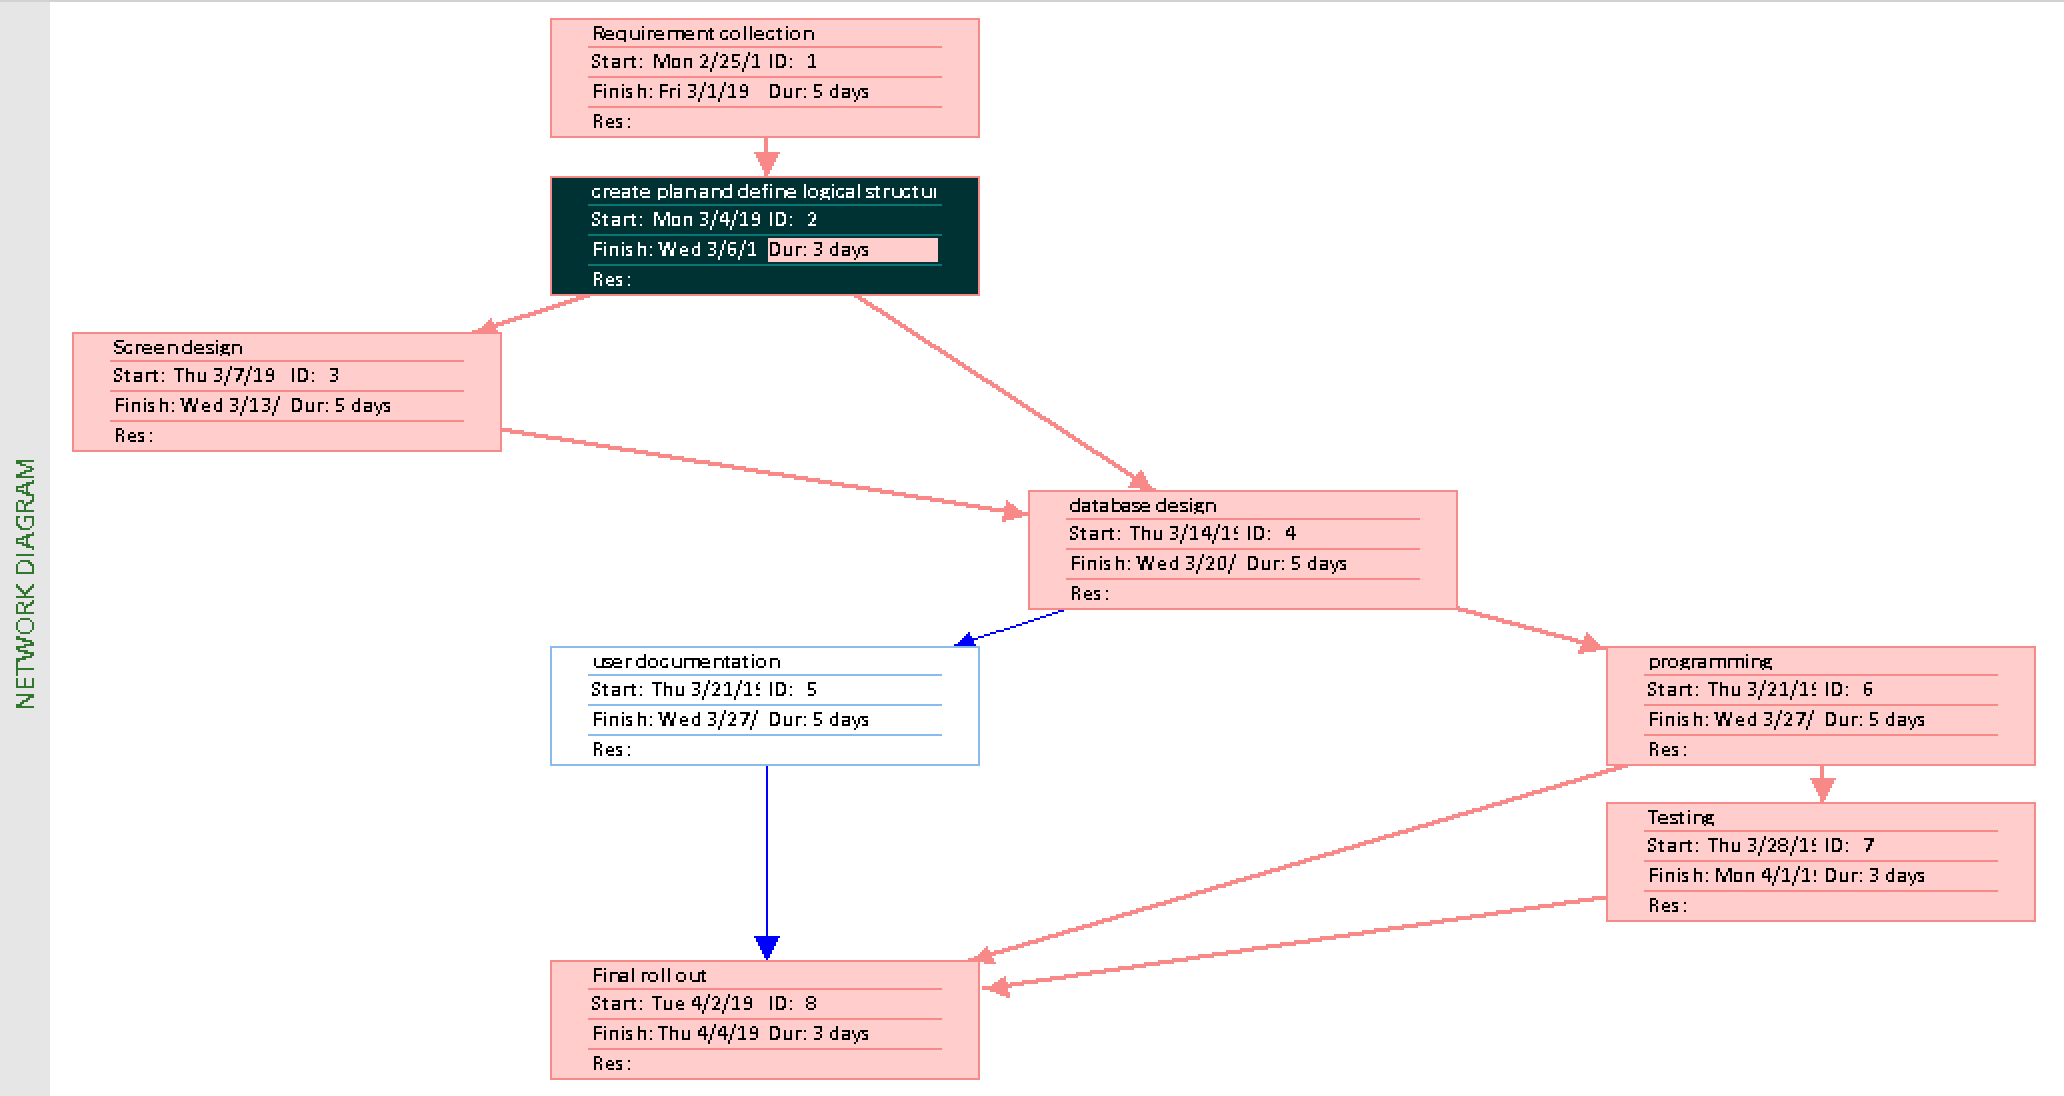 NETWORK DIAGRAM
Requirement collection
Start: Mon 2/25/1 ID: 1
Finish: Fri 3/1/19 Dur: 5 days
Res:
create plan and define logical structur
Start: Mon 3/4/19 ID: 2
Finish: Wed 3/6/1 Dur: 3 days
Res:
Screen design
Start: Thu 3/7/19 ID: 3
Finish: Wed 3/13/ Dur: 5 days
Res:
database design
Start: Thu 3/14/19 ID: 4
Finish: Wed 3/20/ Dur: 5 days
Res:
user documentation
Start: Thu 3/21/19 ID: 5
Finish: Wed 3/27/ Dur: 5 days
Res:
programming
Start: Thu 3/21/19 ID: 6
Finish: Wed 3/27/ Dur: 5 days
Res:
Testing
Start: Thu 3/28/19 ID: 7
Finish: Mon 4/1/19 Dur: 3 days
Res:
Final roll out
Start: Tue 4/2/19 ID: 8
Finish: Thu 4/4/19 Dur: 3 days
Res: